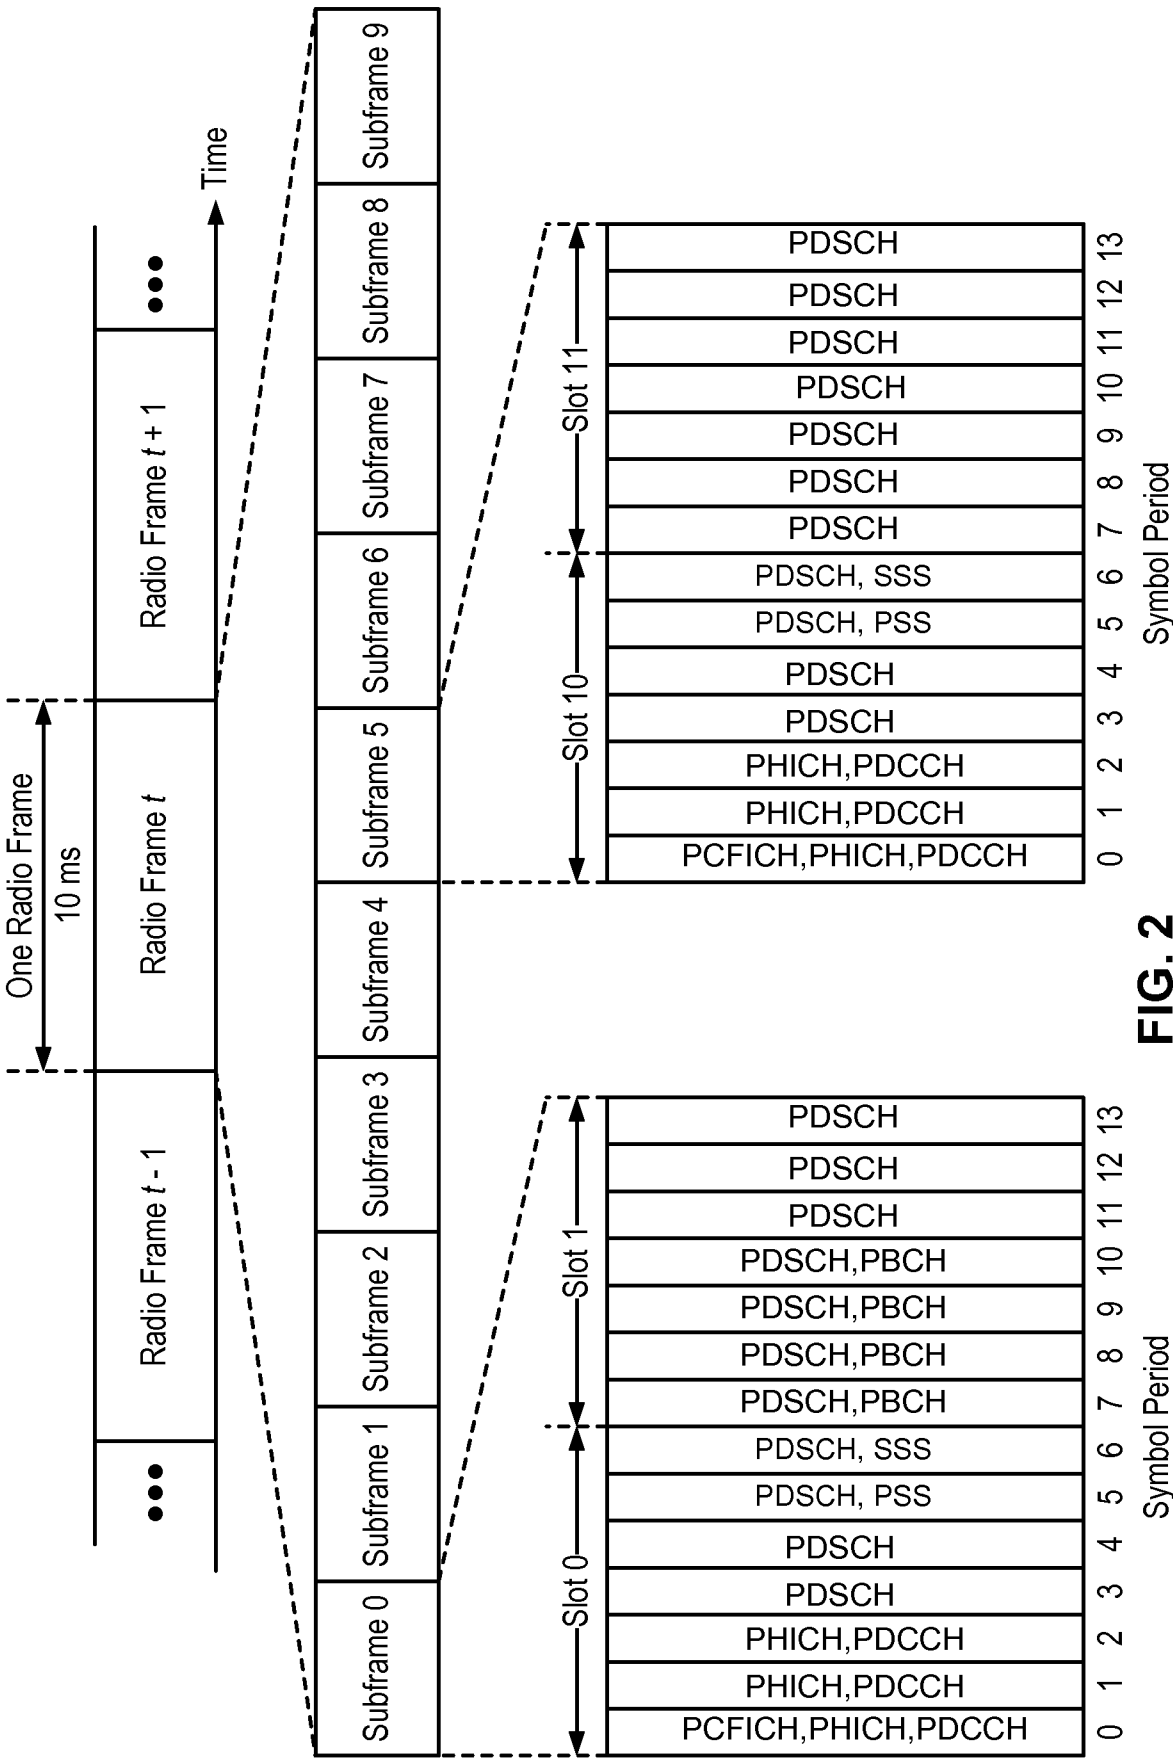 One Radio Frame
10 ms
Radio Frame t - 1
Radio Frame t
Radio Frame t + 1
Time
Subframe 0
Subframe 1
Subframe 2
Subframe 3
Subframe 4
Subframe 5
Subframe 6
Subframe 7
Subframe 8
Subframe 9
Slot 0
Slot 1
PCFICH,PHICH,PDCCH
PHICH,PDCCH
PHICH,PDCCH
PDSCH
PDSCH
PDSCH, PSS
PDSCH, SSS
PDSCH,PBCH
PDSCH,PBCH
PDSCH,PBCH
PDSCH,PBCH
PDSCH
PDSCH
PDSCH
0 1 2 3 4 5 6 7 8 9 10 11 12 13
Symbol Period
Slot 10
Slot 11
PCFICH,PHICH,PDCCH
PHICH,PDCCH
PHICH,PDCCH
PDSCH
PDSCH
PDSCH, PSS
PDSCH, SSS
PDSCH
PDSCH
PDSCH
PDSCH
PDSCH
PDSCH
PDSCH
0 1 2 3 4 5 6 7 8 9 10 11 12 13
Symbol Period
FIG. 2